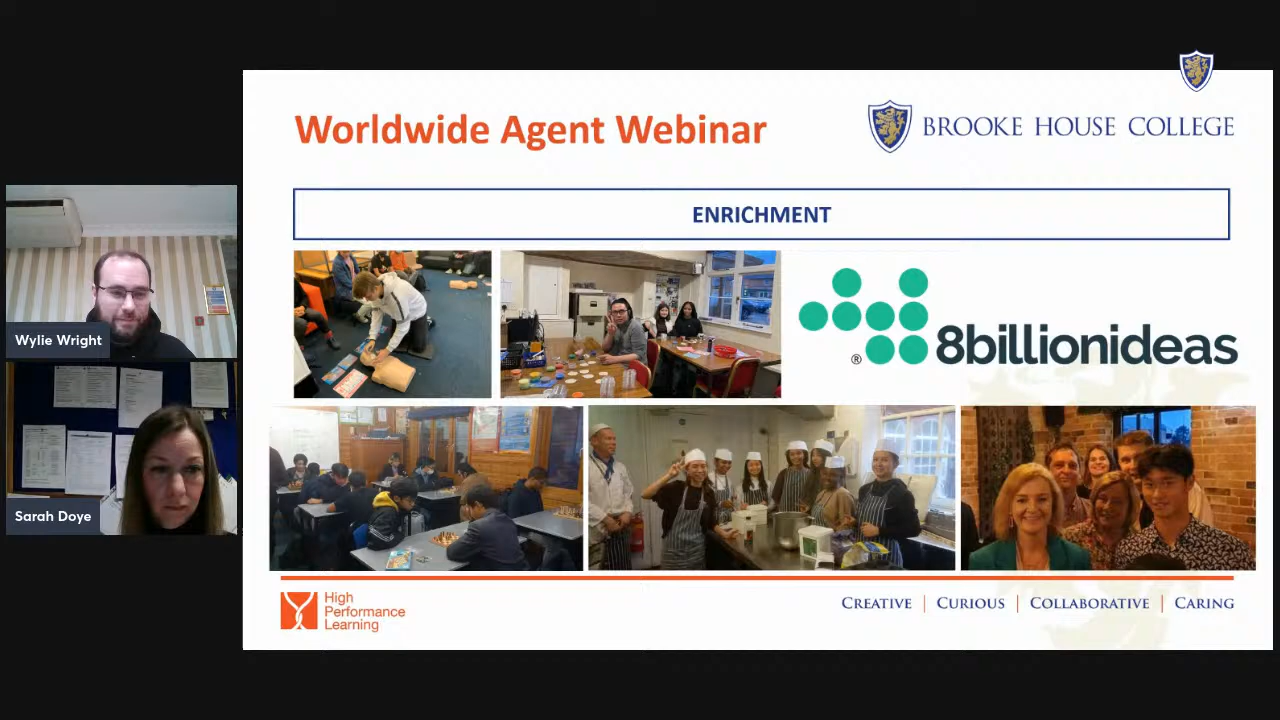 Worldwide Agent Webinar
BROOKE HOUSE COLLEGE
ENRICHMENT
8billionideas
®
Wylie Wright
Sarah Doye
High
Performance
Learning
CREATIVE | CURIOUS | COLLABORATIVE | CARING